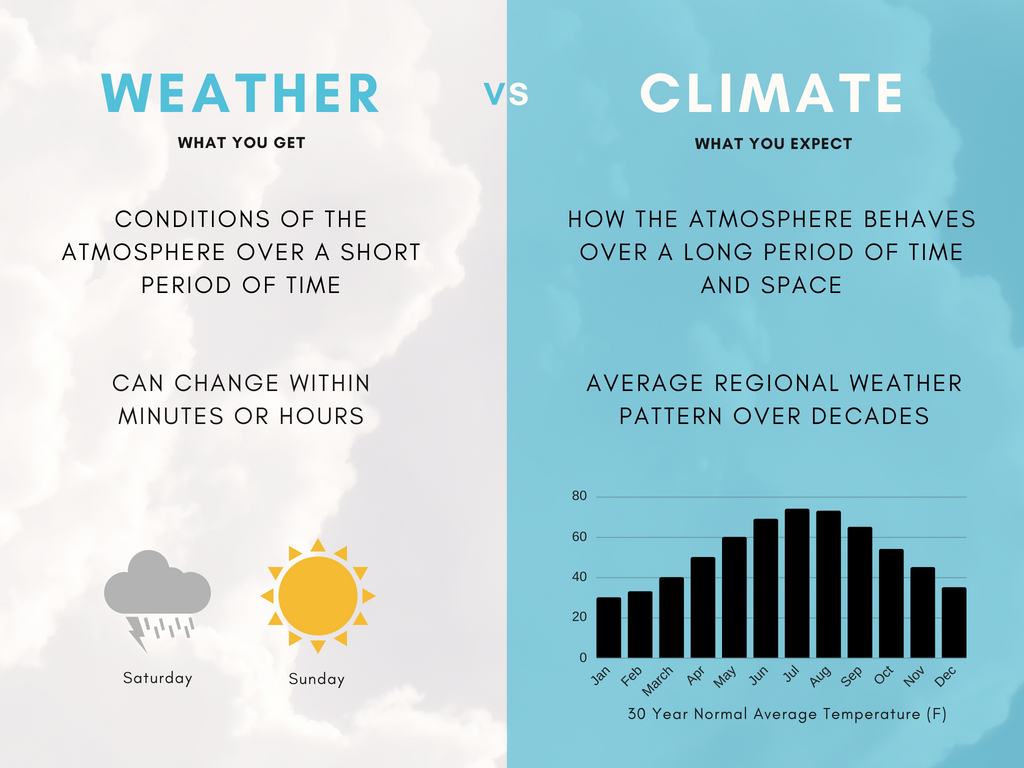 WEATHER
VS
CLIMATE
WHAT YOU GET
WHAT YOU EXPECT
CONDITIONS OF THE
ATMOSPHERE OVER A SHORT
PERIOD OF TIME
HOW THE ATMOSPHERE BEHAVES
OVER A LONG PERIOD OF TIME
AND SPACE
CAN CHANGE WITHIN
MINUTES OR HOURS
AVERAGE REGIONAL WEATHER
PATTERN OVER DECADES
Saturday
Sunday
80
60
40
20
0
Jan
Feb
March
Apr
May
Jun
Jul
Aug
Sep
Oct
Nov
Dec
30 Year Normal Average Temperature (F)